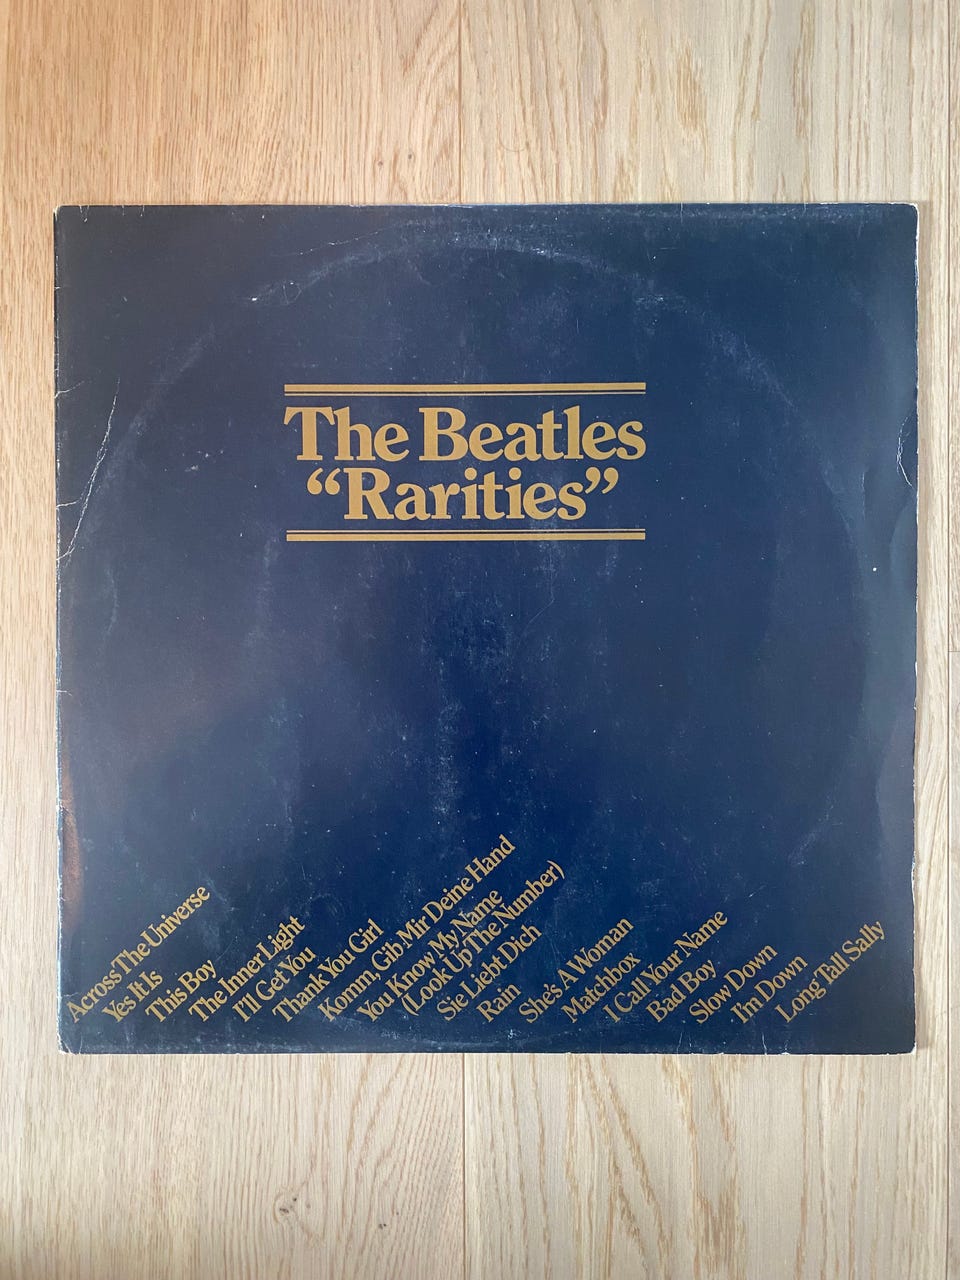 The Beatles
“Rarities”
Across The Universe
Yes It Is
This Boy
The Inner Light
I'll Get You
Thank You Girl
Komm, Gib Mir Deine Hand
You Know My Name
(Look Up The Number)
Sie Liebt Dich
Rain
She's A Woman
Matchbox
I Call Your Name
Bad Boy
Slow Down
I'm Down
Long Tall Sally